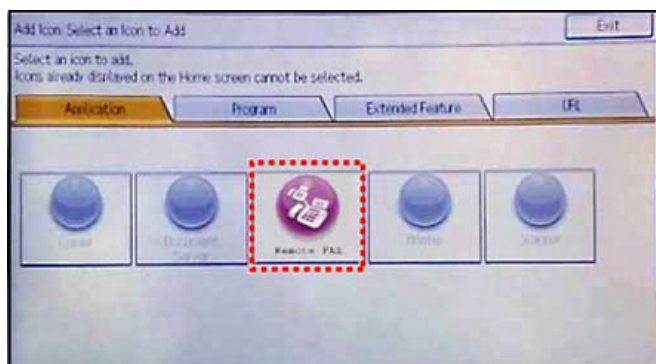 Add Icon: Select an Icon to Add
Exit
Select an icon to add.
Icons already displayed on the Home screen cannot be selected.
Application
Program
Extended Feature
URL
Copier
Document
Server
Remote FAX
Printer
Scanner